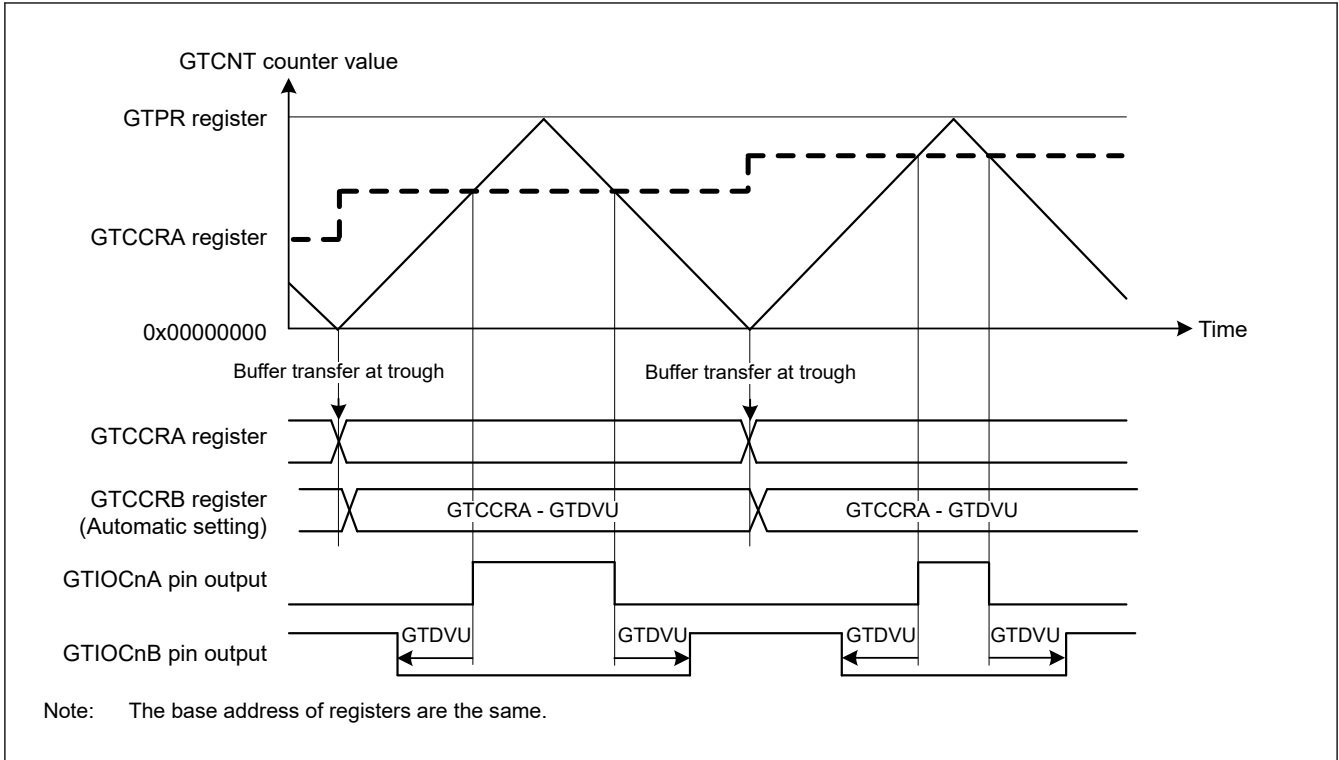 GTCNT counter value
GTPR register
GTCCRA register
0x00000000
Time
Buffer transfer at trough
Buffer transfer at trough
GTCCRA register
GTCCRB register
(Automatic setting)
GTCCRA - GTDVU
GTCCRA - GTDVU
GTIOCnA pin output
GTDVU
GTDVU
GTDVU
GTDVU
GTIOCnB pin output
Note: The base address of registers are the same.